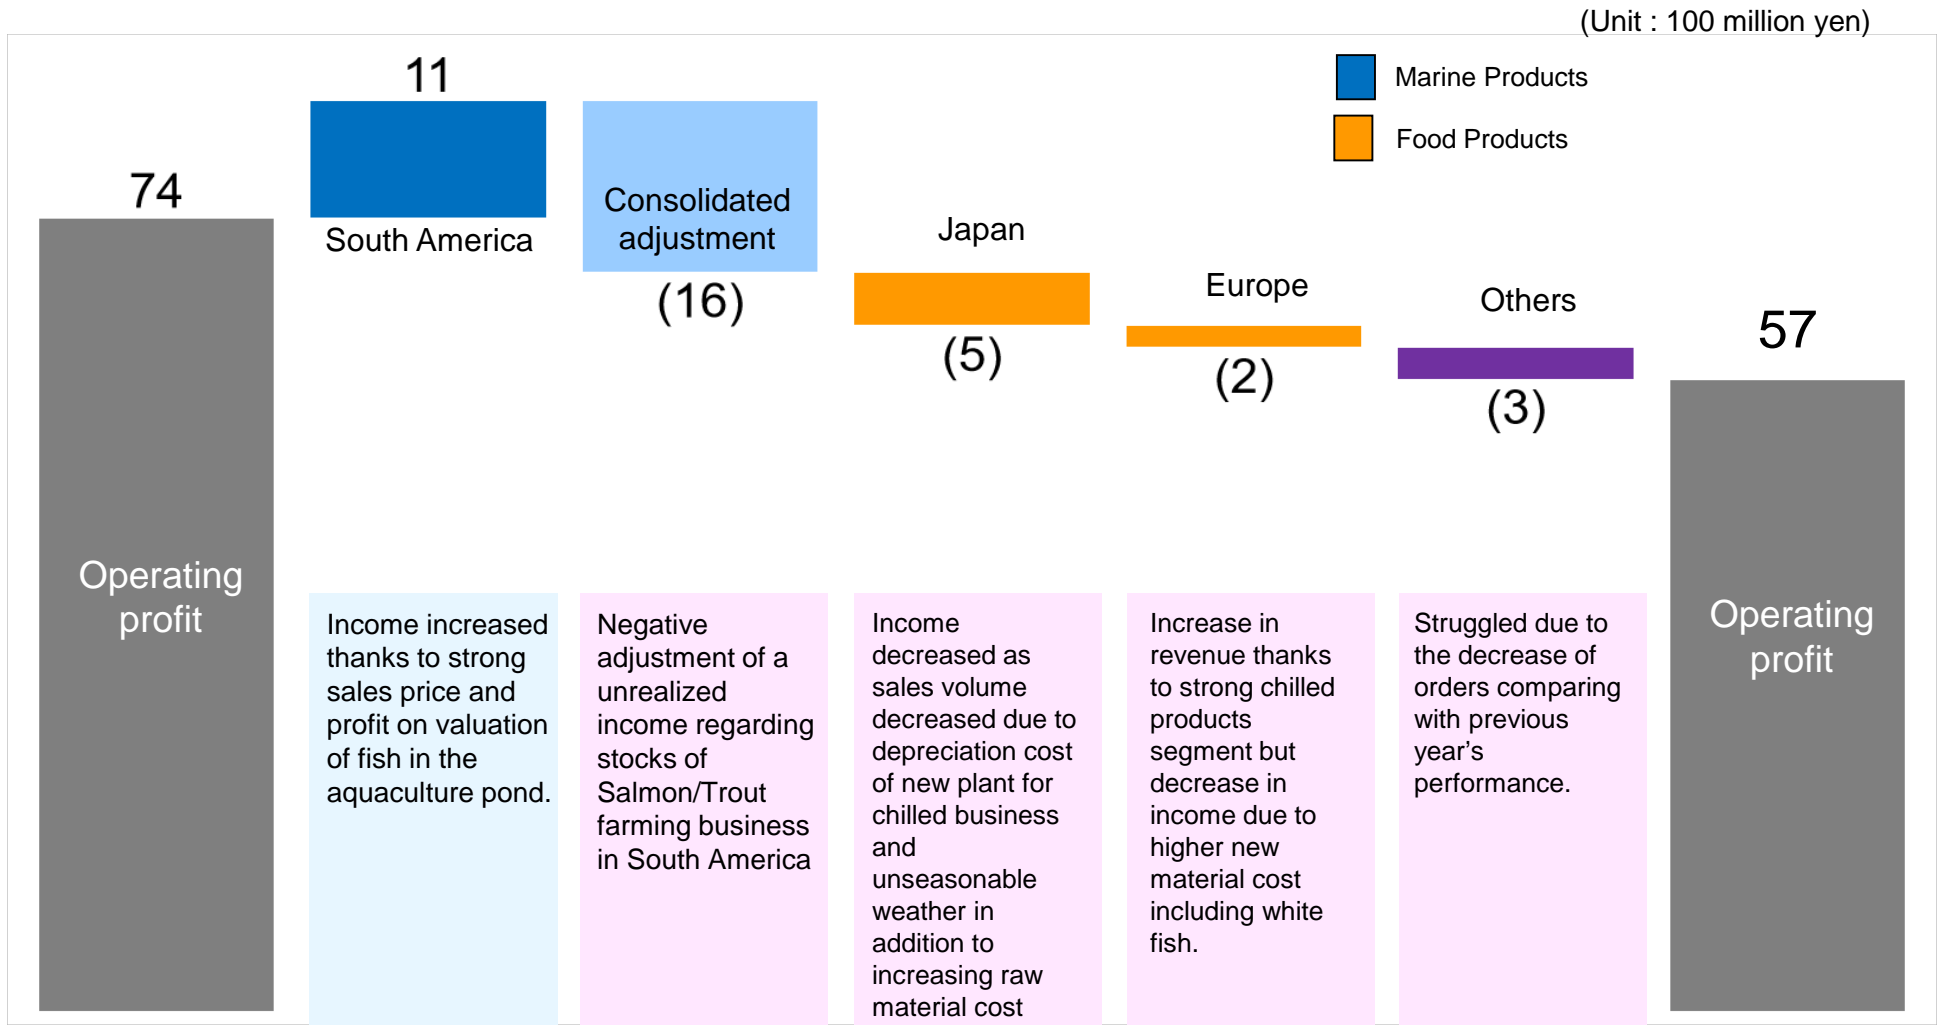 (Unit : 100 million yen)
Marine Products
Food Products
74
Operating
profit
11
South America
Consolidated
adjustment
(16)
Japan
(5)
Europe
(2)
Others
(3)
57
Operating
profit
Income increased
thanks to strong
sales price and
profit on valuation
of fish in the
aquaculture pond.
Negative
adjustment of a
unrealized
income regarding
stocks of
Salmon/Trout
farming business
in South America
Income
decreased as
sales volume
decreased due to
depreciation cost
of new plant for
chilled business
and
unseasonable
weather in
addition to
increasing raw
material cost
Increase in
revenue thanks
to strong chilled
products
segment but
decrease in
income due to
higher new
material cost
including white
fish.
Struggled due to
the decrease of
orders comparing
with previous
year's
performance.